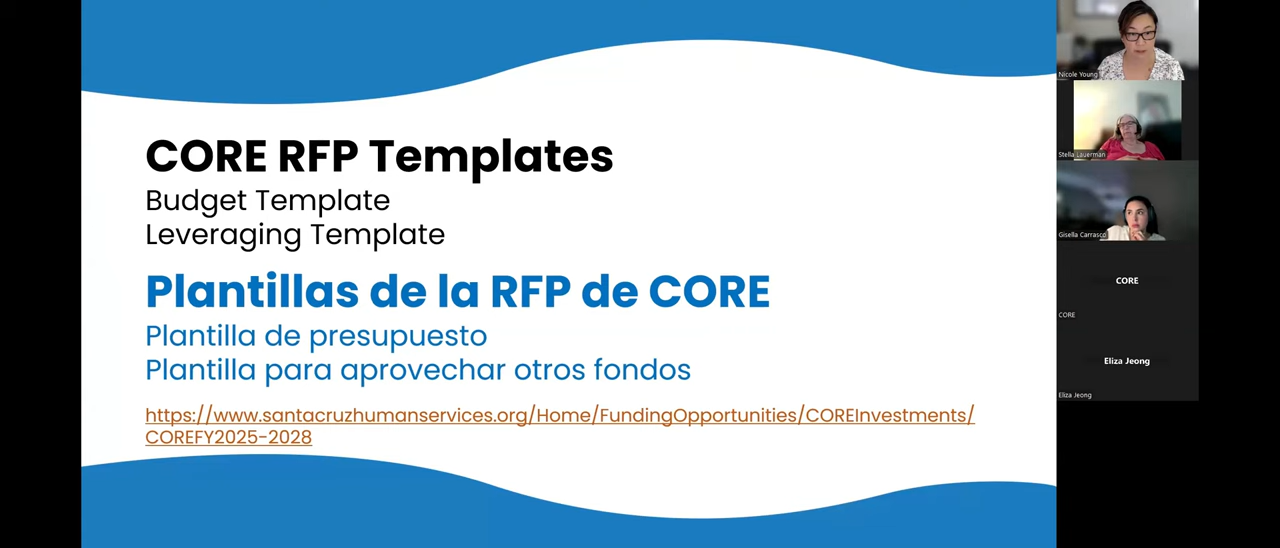 CORE RFP Templates
Budget Template
Leveraging Template
Plantillas de la RFP de CORE
Plantilla de presupuesto
Plantilla para aprovechar otros fondos
https://www.santacruzhumanservices.org/Home/FundingOpportunities/COREInvestments/
COREFY2025-2028
Nicole Young
Stella Lauerman
Gisella Carrasco
CORE
CORE
Eliza Jeong
Eliza Jeong